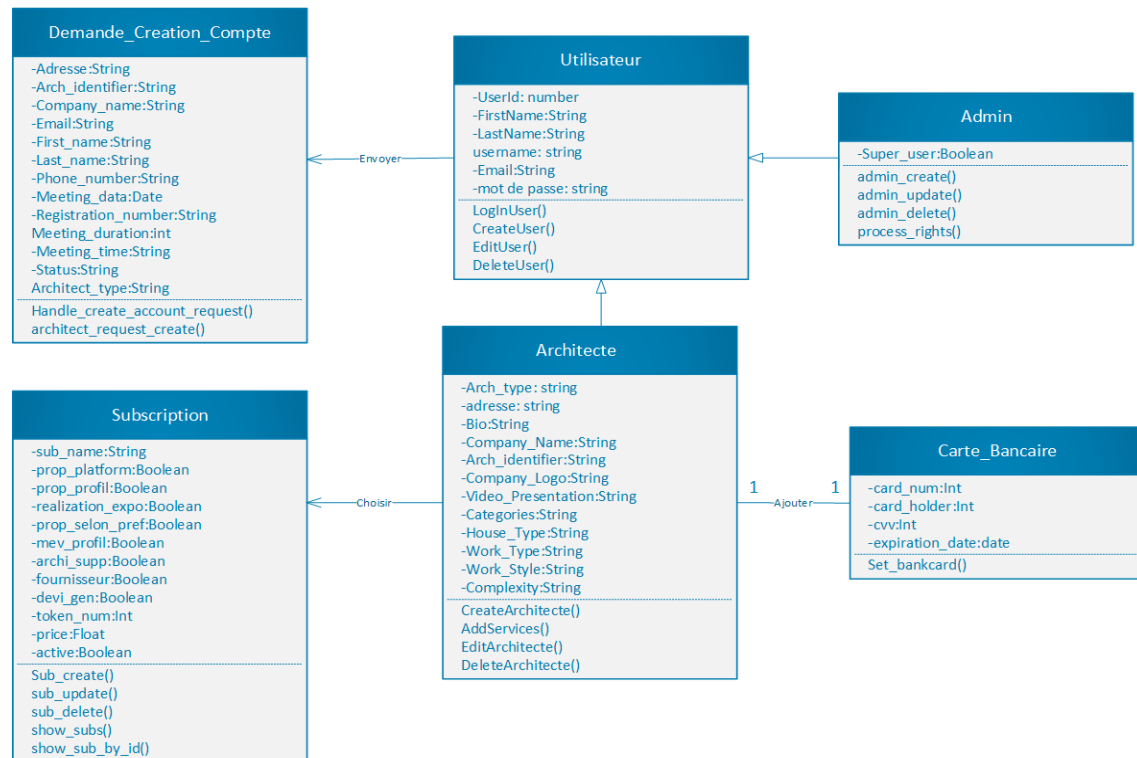 Demande_Creation_Compte
-Adresse:String
-Arch_identifier:String
-Company_name:String
-Email:String
-First_name:String
-Last_name:String
-Phone_number:String
-Meeting_data:Date
-Registration_number:String
Meeting_duration:int
-Meeting_time:String
-Status:String
Architect_type:String
Handle_create_account_request()
architect_request_create()
Envoyer
Utilisateur
-UserId: number
-FirstName:String
-LastName:String
username: string
-Email:String
-mot de passe: string
LogInUser()
CreateUser()
EditUser()
DeleteUser()
Admin
-Super_user:Boolean
admin_create()
admin_update()
admin_delete()
process_rights()
Subscription
-sub_name:String
-prop_platform:Boolean
-prop_profil:Boolean
-realization_expo:Boolean
-prop_selon_pref:Boolean
-mev_profil:Boolean
-archi_supp:Boolean
-fournisseur:Boolean
-devi_gen:Boolean
-token_num:Int
-price:Float
-active:Boolean
Sub_create()
sub_update()
sub_delete()
show_subs()
show_sub_by_id()
Choisir
Architecte
-Arch_type: string
-adresse: string
-Bio:String
-Company_Name:String
-Arch_identifier:String
-Company_Logo:String
-Video_Presentation:String
-Categories:String
-House_Type:String
-Work_Type:String
-Work_Style:String
-Complexity:String
CreateArchitecte()
AddServices()
EditArchitecte()
DeleteArchitecte()
1 Ajouter 1
Carte_Bancaire
-card_num:Int
-card_holder:Int
-cvv:Int
-expiration_date:date
Set_bankcard()